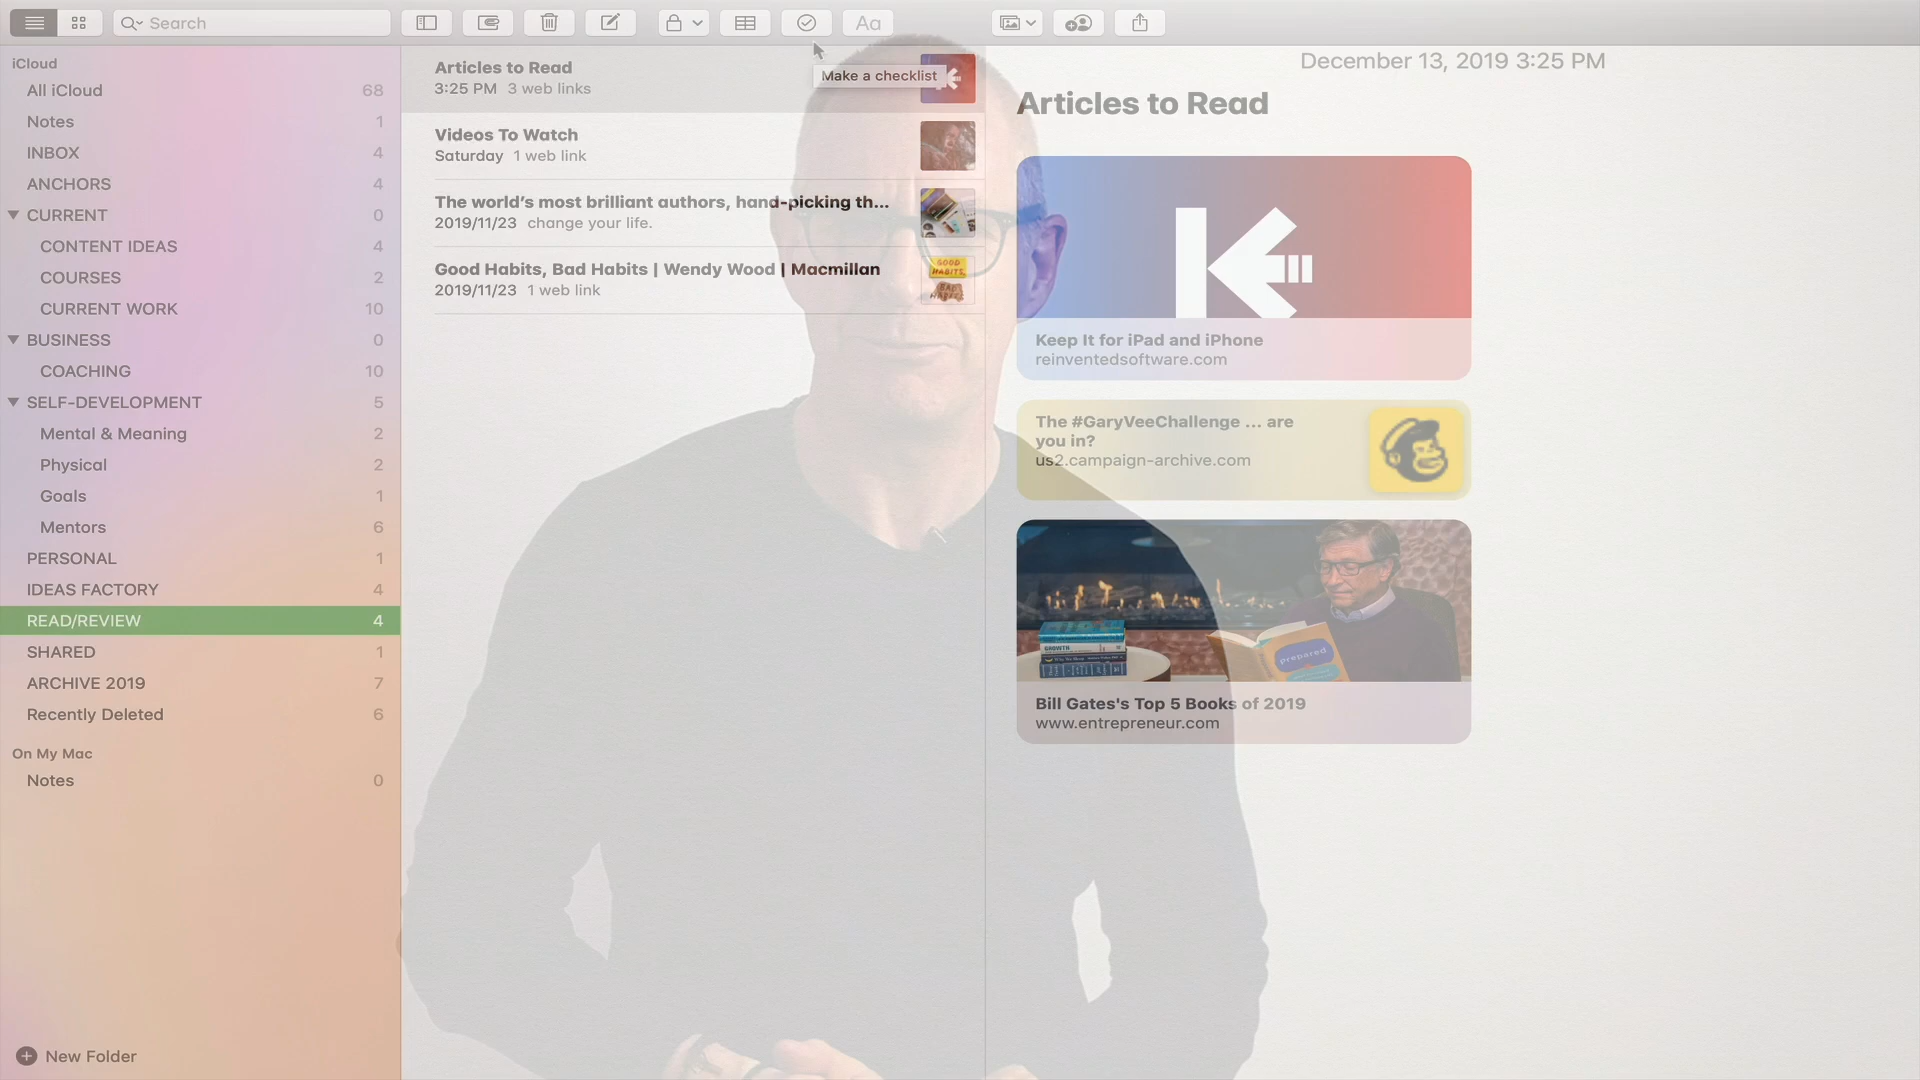 Search
Aa
iCloud
All iCloud 68
Notes 1
INBOX 4
ANCHORS 4
CURRENT 0
CONTENT IDEAS 4
COURSES 2
CURRENT WORK 10
BUSINESS 0
COACHING 10
SELF-DEVELOPMENT 5
Mental & Meaning 2
Physical 2
Goals 1
Mentors 6
PERSONAL 1
IDEAS FACTORY 4
READ/REVIEW 4
SHARED 1
ARCHIVE 2019 7
Recently Deleted 6
On My Mac
Notes 0
New Folder
Articles to Read
3:25 PM 3 web links
Make a checklist
Videos To Watch
Saturday 1 web link
The world's most brilliant authors, hand-picking th...
2019/11/23 change your life.
Good Habits, Bad Habits | Wendy Wood | Macmillan
2019/11/23 1 web link
GOOD
HABITS,
BAD
HABITS
December 13, 2019 3:25 PM
Articles to Read
Keep It for iPad and iPhone
reinventedsoftware.com
The #GaryVeeChallenge ... are
you in?
us2.campaign-archive.com
GROWTH
prepared
Bill Gates's Top 5 Books of 2019
www.entrepreneur.com